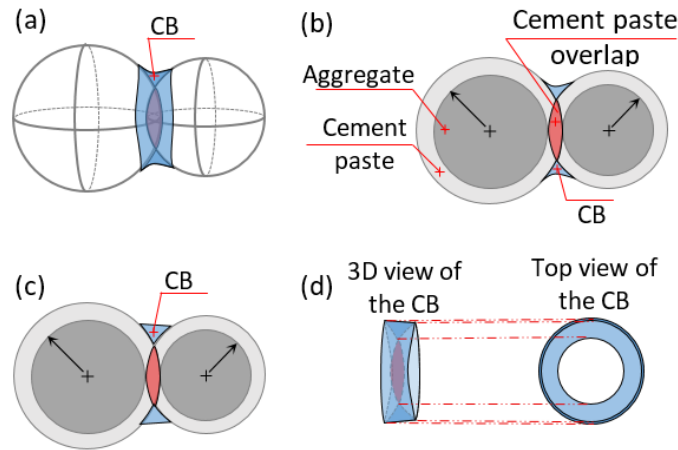 (a)
CB
(b)
Cement paste
overlap
Aggregate
Cement
paste
CB
(c)
CB
(d)
3D view of
the CB
Top view of
the CB